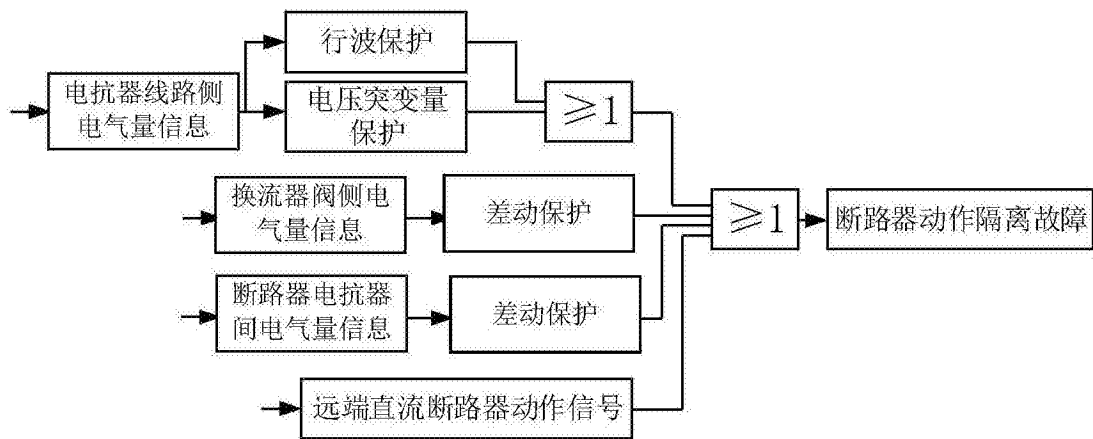 行波保护
电抗器线路侧
电气量信息
电压突变量
保护
≥1
换流器阀侧电
气量信息
差动保护
≥1
断路器动作隔离故障
断路器电抗器
间电气量信息
差动保护
远端直流断路器动作信号